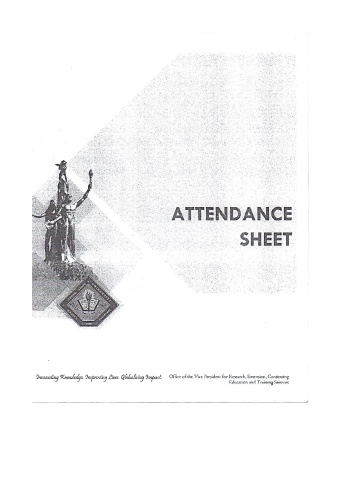 ATTENDANCE
SHEET
Innovating Knowledge. Improving Lives. Globalizing Impact.
Office of the Vice President for Research, Extension, Continuing
Education and Training Services